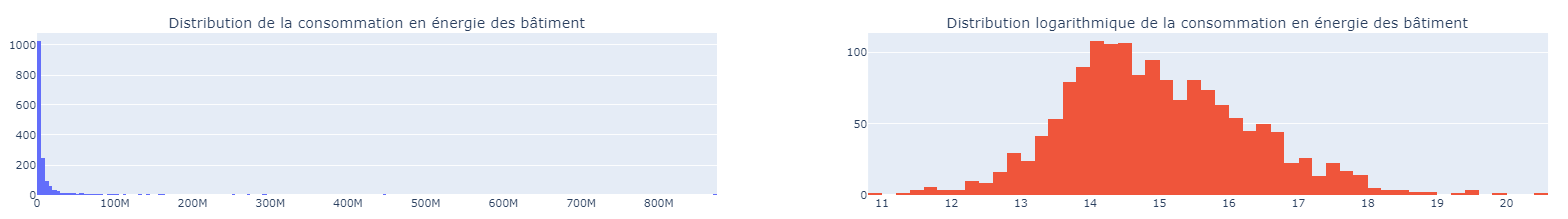 Distribution de la consommation en énergie des bâtiment
1000
800
600
400
200
0
0 100M 200M 300M 400M 500M 600M 700M 800M
Distribution logarithmique de la consommation en énergie des bâtiment
100
50
0
11 12 13 14 15 16 17 18 19 20